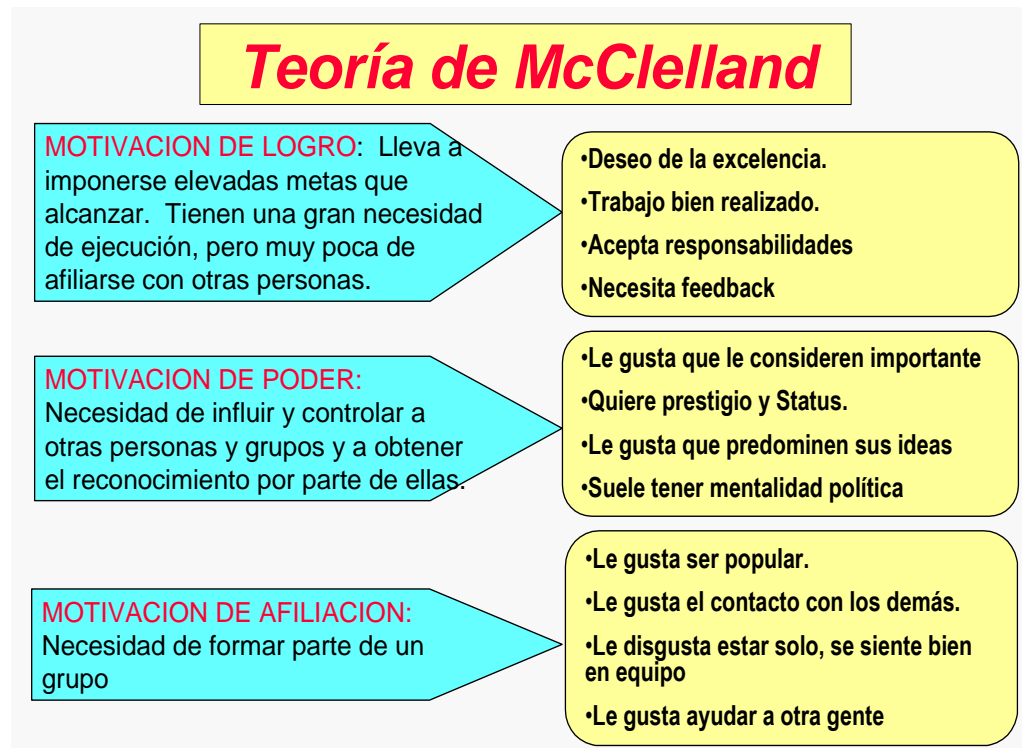 Teoría de McClelland
MOTIVACION DE LOGRO: Lleva a
imponerse elevadas metas que
alcanzar. Tienen una gran necesidad
de ejecución, pero muy poca de
afiliarse con otras personas.
•Deseo de la excelencia.
•Trabajo bien realizado.
•Acepta responsabilidades
•Necesita feedback
MOTIVACION DE PODER:
Necesidad de influir y controlar a
otras personas y grupos y a obtener
el reconocimiento por parte de ellas.
•Le gusta que le consideren importante
•Quiere prestigio y Status.
•Le gusta que predominen sus ideas
•Suele tener mentalidad política
MOTIVACION DE AFILIACION:
Necesidad de formar parte de un
grupo
•Le gusta ser popular.
•Le gusta el contacto con los demás.
•Le disgusta estar solo, se siente bien
en equipo
•Le gusta ayudar a otra gente